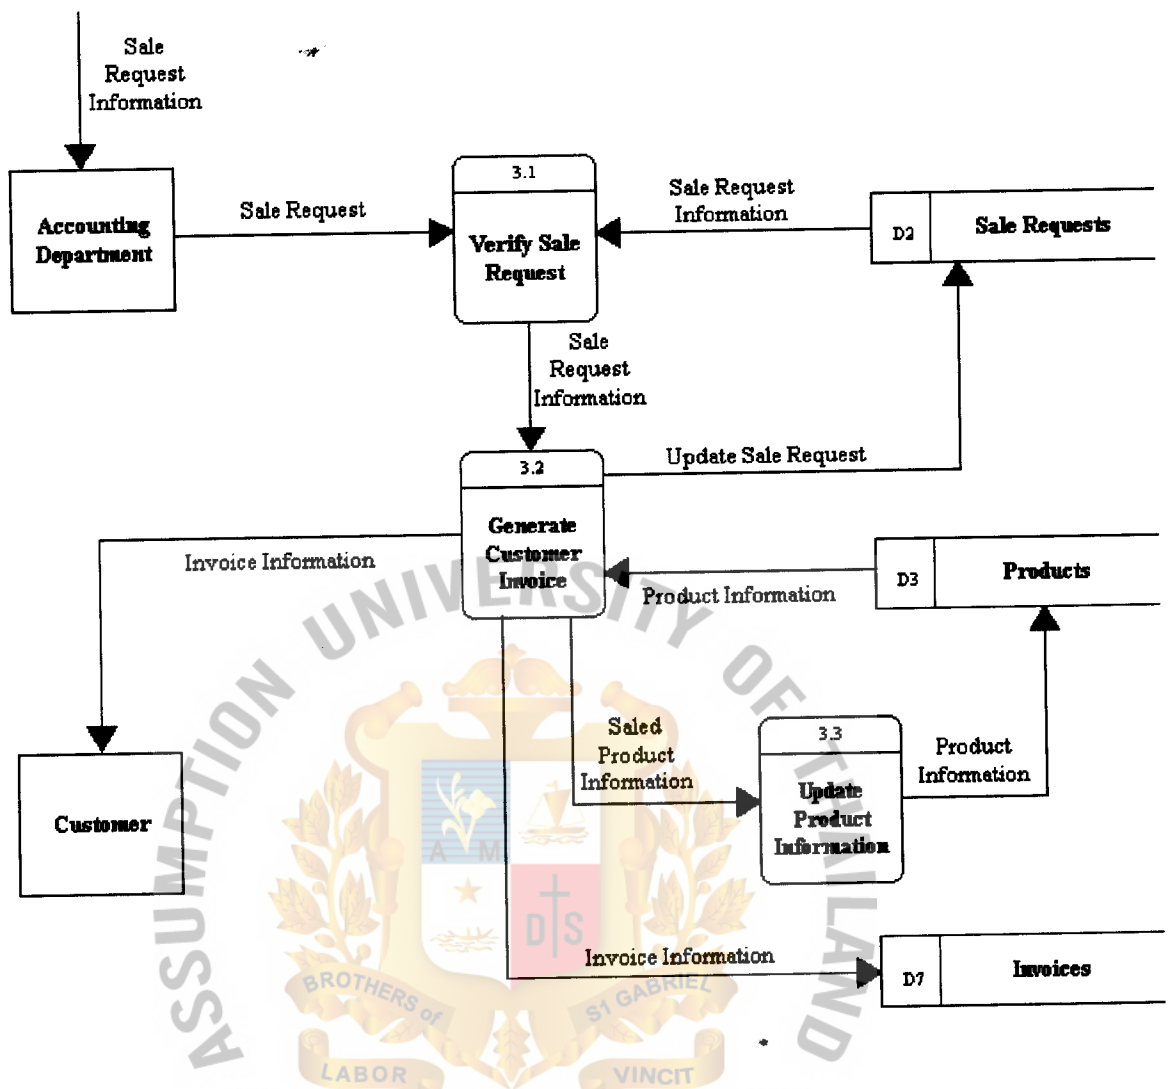 Sale
Request
Information
Accounting
Department
Sale Request
3.1
Verify Sale
Request
Sale Request
Information
D2
Sale Requests
Sale
Request
Information
3.2
Generate
Customer
Invoice
Update Sale Request
Invoice Information
Product Information
D3
Products
Customer
Saled
Product
Information
3.3
Update
Product
Information
Product
Information
Invoice Information
D7
Invoices
ASSUMPTION UNIVERSITY OF THAILAND
A M
D S
BROTHERS of
S1 GABRIEL
LABOR
VINCIT